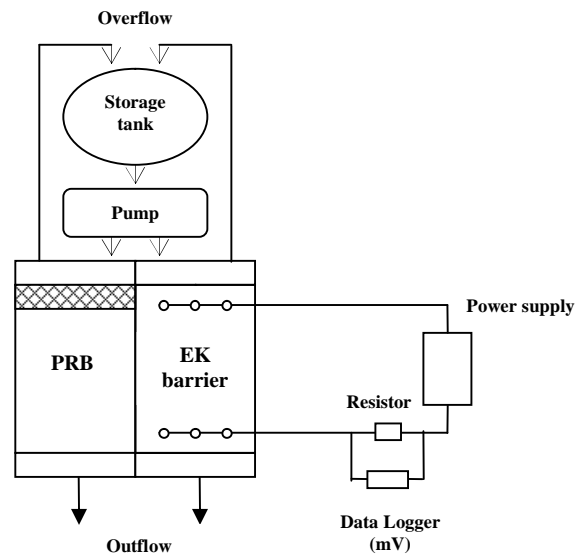 Overflow
Storage
tank
Pump
Power supply
PRB
EK
barrier
Resistor
Data Logger
(mV)
Outflow